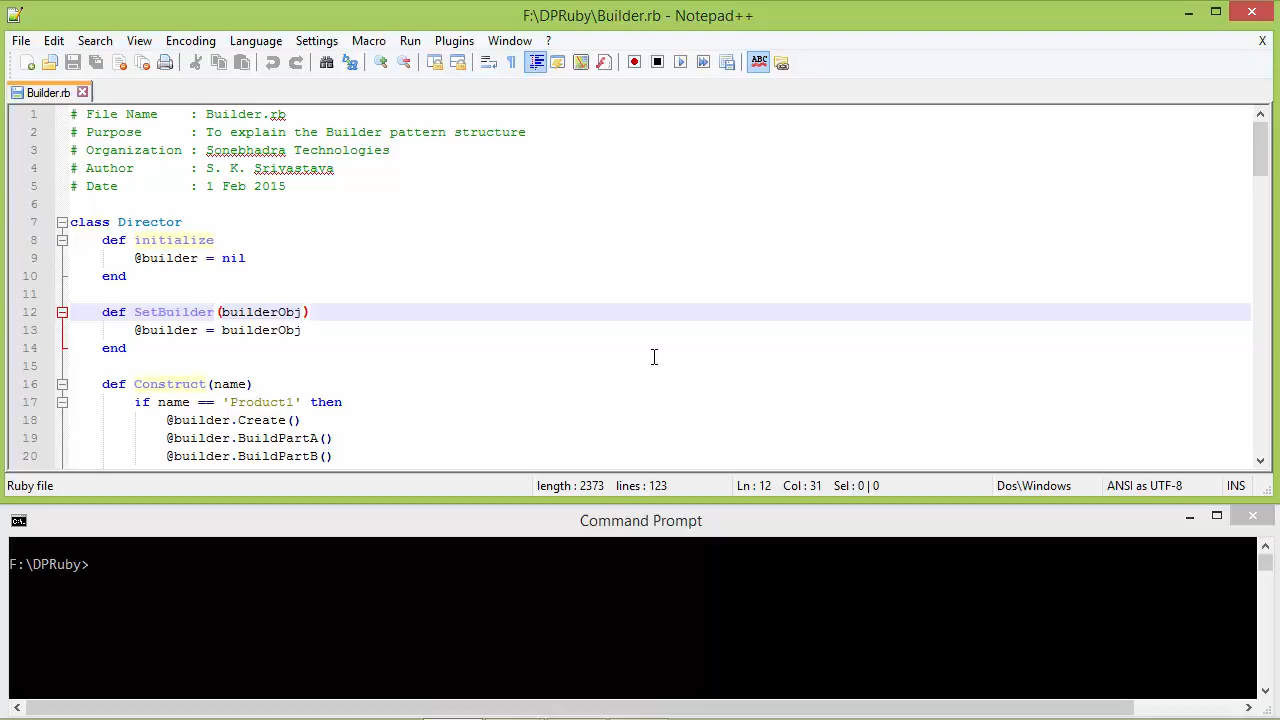 F:\DPRuby\Builder.rb - Notepad++
File Edit Search View Encoding Language Settings Macro Run Plugins Window ? X
ABC
Builder.rb
1 # File Name : Builder.rb
2 # Purpose : To explain the Builder pattern structure
3 # Organization : Sonebhadra Technologies
4 # Author : S. K. Srivastava
5 # Date : 1 Feb 2015
6
7 class Director
8 def initialize
9 @builder = nil
10 end
11
12 def SetBuilder(builderObj)
13 @builder = builderObj
14 end
15
16 def Construct(name)
17 if name == 'Product1' then
18 @builder.Create()
19 @builder.BuildPartA()
20 @builder.BuildPartB()
Ruby file length : 2373 lines : 123 Ln : 12 Col : 31 Sel : 0 | 0 Dos\Windows ANSI as UTF-8 INS
Command Prompt
F:\DPRuby>